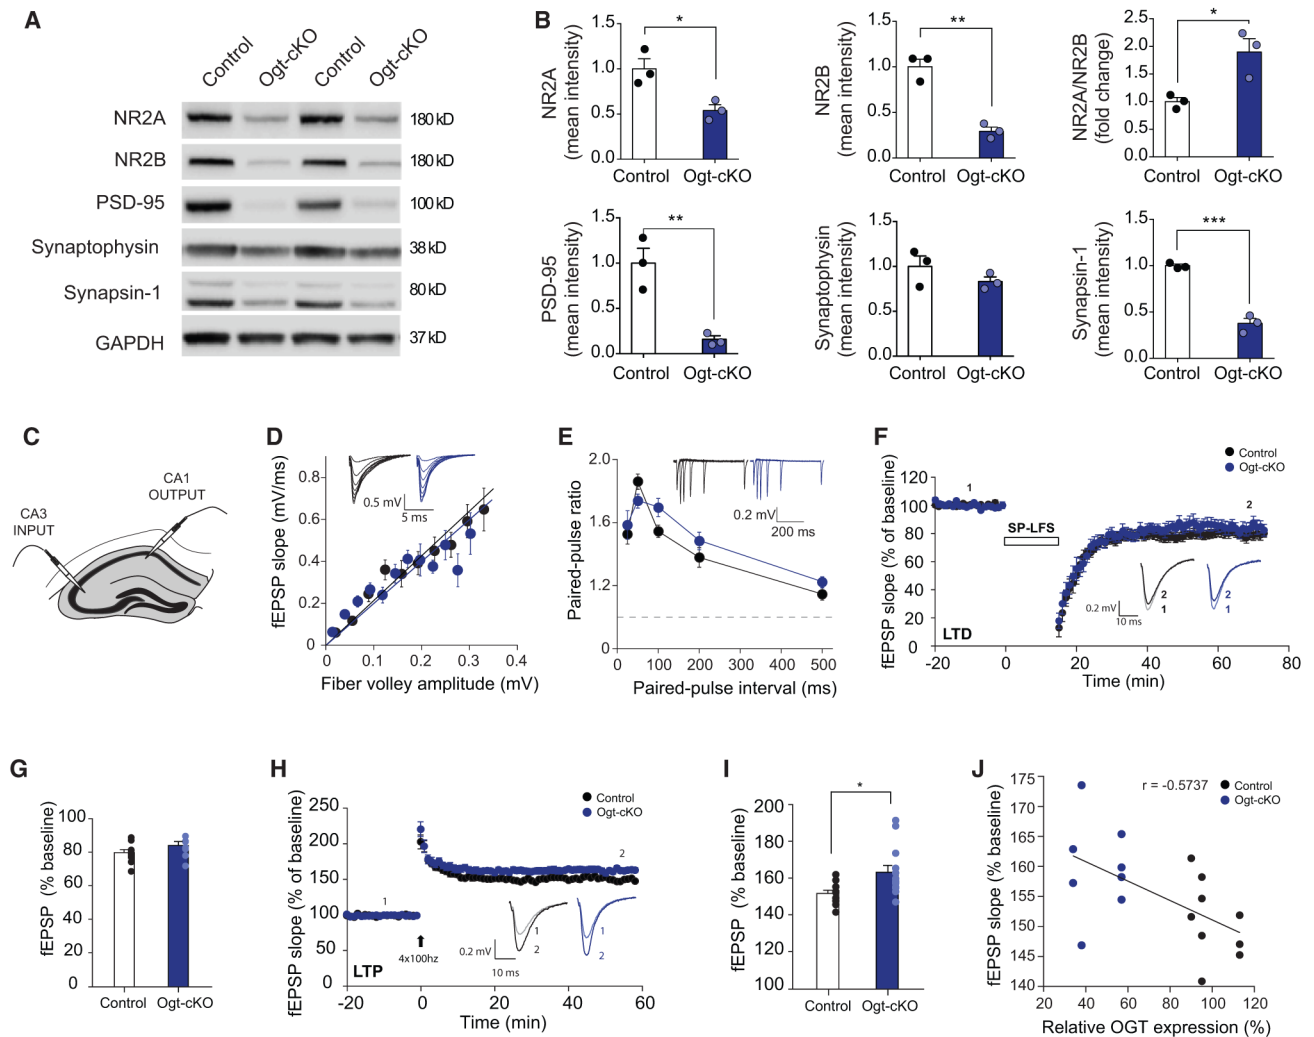 A
Control
Ogt-cKO
Control
Ogt-cKO
NR2A
180 kD
NR2B
180 kD
PSD-95
100 kD
Synaptophysin
38 kD
Synapsin-1
80 kD
GAPDH
37 kD
B
NR2A
(mean intensity)
1.5
1.0
0.5
0.0
*
Control
Ogt-cKO
NR2B
(mean intensity)
1.5
1.0
0.5
0.0
**
Control
Ogt-cKO
NR2A/NR2B
(fold change)
2.5
2.0
1.5
1.0
0.5
0.0
*
Control
Ogt-cKO
PSD-95
(mean intensity)
1.5
1.0
0.5
0.0
**
Control
Ogt-cKO
Synaptophysin
(mean intensity)
1.5
1.0
0.5
0.0
Control
Ogt-cKO
Synapsin-1
(mean intensity)
1.5
1.0
0.5
0.0
***
Control
Ogt-cKO
C
CA1
OUTPUT
CA3
INPUT
D
fEPSP slope (mV/ms)
0.8
0.6
0.4
0.2
0
0.5 mV
5 ms
0
0.1
0.2
0.3
0.4
Fiber volley amplitude (mV)
E
Paired-pulse ratio
2.0
1.6
1.2
0
0.2 mV
200 ms
0
100
200
300
400
500
Paired-pulse interval (ms)
F
Control
Ogt-cKO
fEPSP slope (% of baseline)
120
100
80
60
40
20
0
1
2
SP-LFS
0.2 mV
10 ms
2
1
2
1
LTD
-20
0
20
40
60
80
Time (min)
G
fEPSP (% baseline)
100
80
60
40
0
Control
Ogt-cKO
H
Control
Ogt-cKO
fEPSP slope (% of baseline)
250
200
150
100
50
0
1
2
4x100hz
0.2 mV
10 ms
1
2
1
2
LTP
-20
0
20
40
60
Time (min)
I
fEPSP (% baseline)
200
180
160
140
120
100
*
Control
Ogt-cKO
J
r = -0.5737
Control
Ogt-cKO
fEPSP slope (% baseline)
175
170
165
160
155
150
145
140
20
40
60
80
100
120
Relative OGT expression (%)